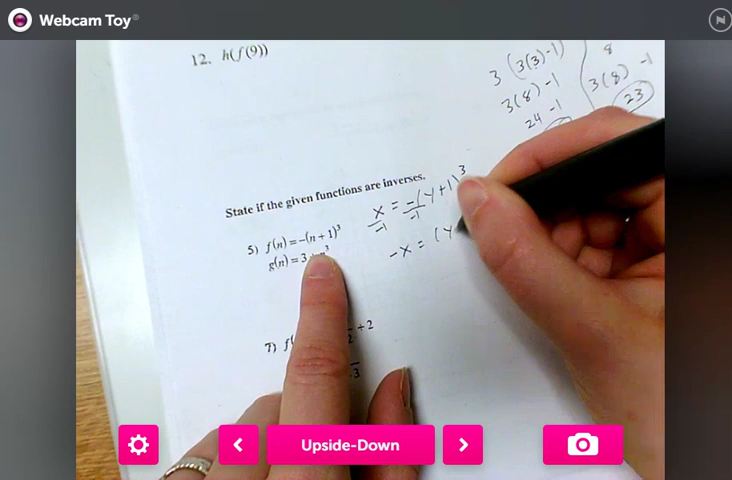 Webcam Toy
12. h(f(9))
3 (3(3)-1)
3(8) -1
24 -1
8
3(8) -1
23
State if the given functions are inverses.
5) f(n) = -(n + 1)³
g(n) = 3
x = -(y+1)³
-1 -1
-x = (y
7) f(
+ 2
3
Upside-Down